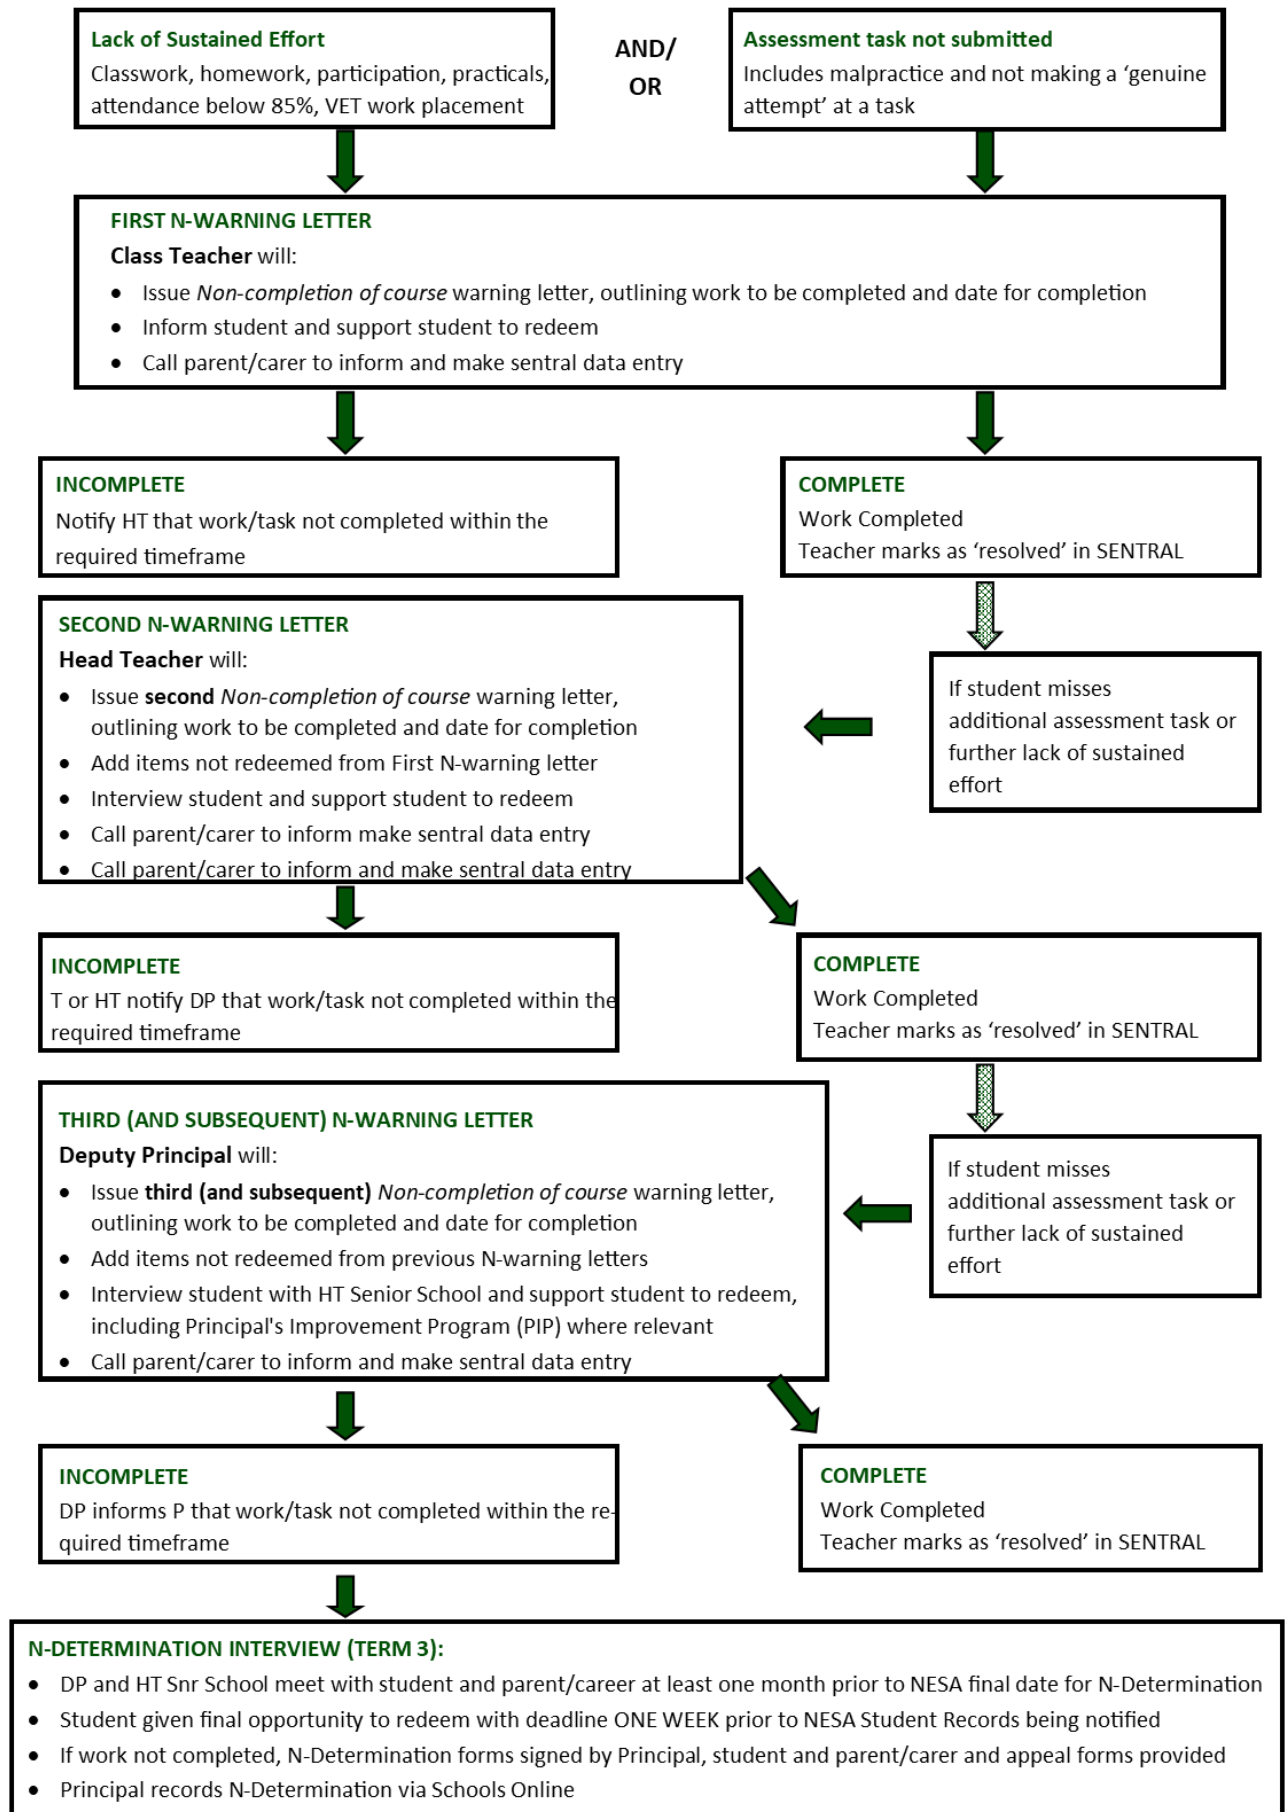 Lack of Sustained Effort
Classwork, homework, participation, practicals,
attendance below 85%, VET work placement
AND/
OR
Assessment task not submitted
Includes malpractice and not making a ‘genuine
attempt’ at a task
FIRST N-WARNING LETTER
Class Teacher will:
• Issue Non-completion of course warning letter, outlining work to be completed and date for completion
• Inform student and support student to redeem
• Call parent/carer to inform and make sentral data entry
INCOMPLETE
Notify HT that work/task not completed within the
required timeframe
COMPLETE
Work Completed
Teacher marks as ‘resolved’ in SENTRAL
SECOND N-WARNING LETTER
Head Teacher will:
• Issue second Non-completion of course warning letter,
outlining work to be completed and date for completion
• Add items not redeemed from First N-warning letter
• Interview student and support student to redeem
• Call parent/carer to inform make sentral data entry
• Call parent/carer to inform and make sentral data entry
If student misses
additional assessment task or
further lack of sustained
effort
INCOMPLETE
T or HT notify DP that work/task not completed within the
required timeframe
COMPLETE
Work Completed
Teacher marks as ‘resolved’ in SENTRAL
THIRD (AND SUBSEQUENT) N-WARNING LETTER
Deputy Principal will:
• Issue third (and subsequent) Non-completion of course warning letter,
outlining work to be completed and date for completion
• Add items not redeemed from previous N-warning letters
• Interview student with HT Senior School and support student to redeem,
including Principal's Improvement Program (PIP) where relevant
• Call parent/carer to inform and make sentral data entry
If student misses
additional assessment task or
further lack of sustained
effort
INCOMPLETE
DP informs P that work/task not completed within the re-
quired timeframe
COMPLETE
Work Completed
Teacher marks as ‘resolved’ in SENTRAL
N-DETERMINATION INTERVIEW (TERM 3):
• DP and HT Snr School meet with student and parent/career at least one month prior to NESA final date for N-Determination
• Student given final opportunity to redeem with deadline ONE WEEK prior to NESA Student Records being notified
• If work not completed, N-Determination forms signed by Principal, student and parent/carer and appeal forms provided
• Principal records N-Determination via Schools Online